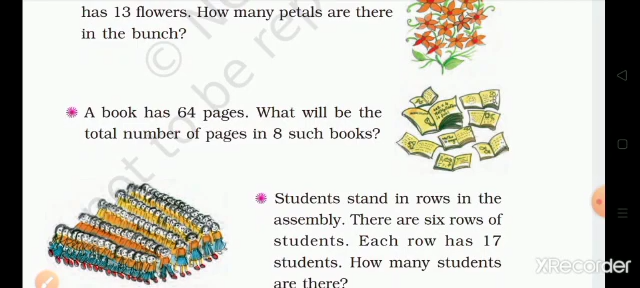 has 13 flowers. How many petals are there
in the bunch?
A book has 64 pages. What will be the
total number of pages in 8 such books?
Students stand in rows in the
assembly. There are six rows of
students. Each row has 17
students. How many students
are there?
XRecorder